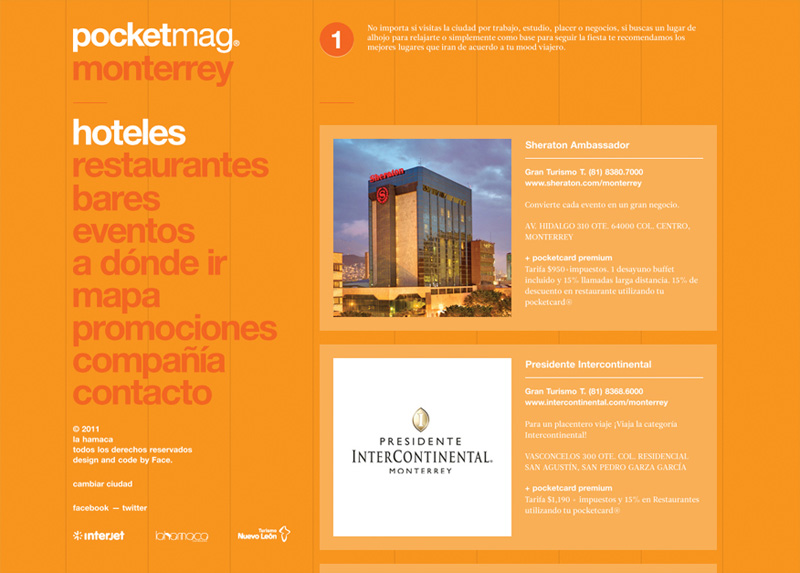 pocketmag®
monterrey
hoteles
restaurantes
bares
eventos
a dónde ir
mapa
promociones
compañía
contacto
© 2011
la hamaca
todos los derechos reservados
design and code by Face.
cambiar ciudad
facebook — twitter
interjet
lahamaca
Turismo
Nuevo León
1
No importa si visitas la ciudad por trabajo, estudio, placer o negocios, si buscas un lugar de
alhojo para relajarte o simplemente como base para seguir la fiesta te recomendamos los
mejores lugares que iran de acuerdo a tu mood viajero.
Sheraton
S
Sheraton Ambassador
Gran Turismo T. (81) 8380.7000
www.sheraton.com/monterrey
Convierte cada evento en un gran negocio.
AV. HIDALGO 310 OTE. 64000 COL. CENTRO,
MONTERREY
+ pocketcard premium
Tarifa $950+impuestos. 1 desayuno buffet
incluido y 15% llamadas larga distancia. 15% de
descuento en restaurante utilizando tu
pocketcard®
PRESIDENTE
INTERCONTINENTAL.
MONTERREY
Presidente Intercontinental
Gran Turismo T. (81) 8368.6000
www.intercontinental.com/monterrey
Para un placentero viaje ¡Viaja la categoría
Intercontinental!
VASCONCELOS 300 OTE. COL. RESIDENCIAL
SAN AGUSTÍN, SAN PEDRO GARZA GARCÍA
+ pocketcard premium
Tarifa $1,190 + impuestos y 15% en Restaurantes
utilizando tu pocketcard®